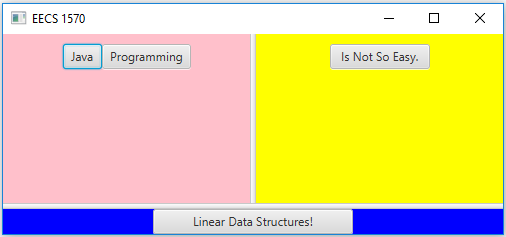 EECS 1570
Java Programming Is Not So Easy.
Linear Data Structures!